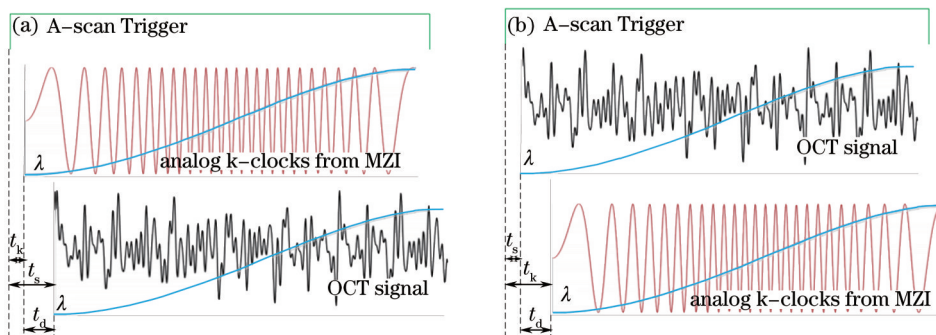 (a) A-scan Trigger
λ
analog k-clocks from MZI
t_k
t_s
OCT signal
λ
t_d
(b) A-scan Trigger
OCT signal
λ
t_s
t_k
λ
analog k-clocks from MZI
t_d